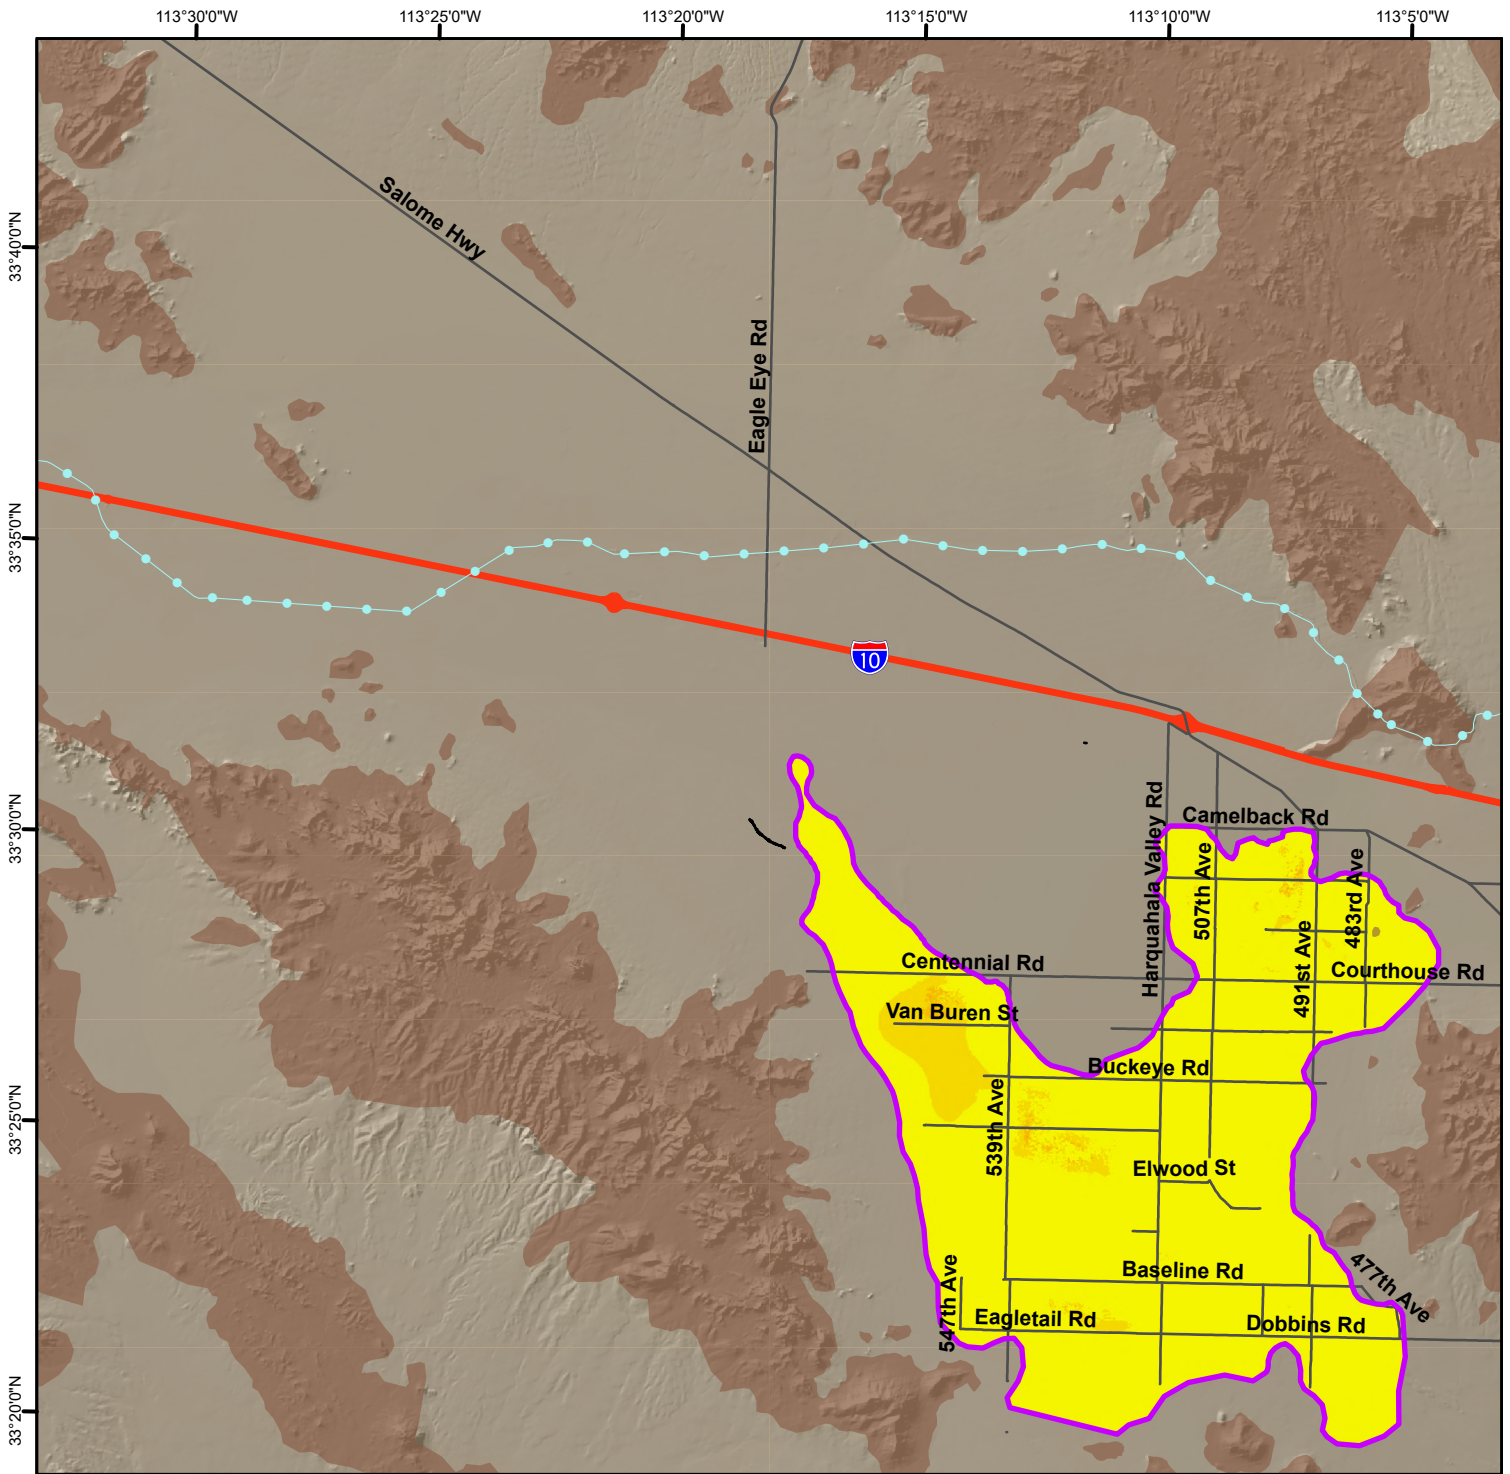 113°30'0"W
113°25'0"W
113°20'0"W
113°15'0"W
113°10'0"W
113°5'0"W
33°40'0"N
33°35'0"N
33°30'0"N
33°25'0"N
33°20'0"N
Salome Hwy
Eagle Eye Rd
10
Harquahala Valley Rd
Camelback Rd
507th Ave
483rd Ave
491st Ave
Centennial Rd
Courthouse Rd
Van Buren St
Buckeye Rd
539th Ave
Elwood St
547th Ave
Baseline Rd
477th Ave
Eagletail Rd
Dobbins Rd